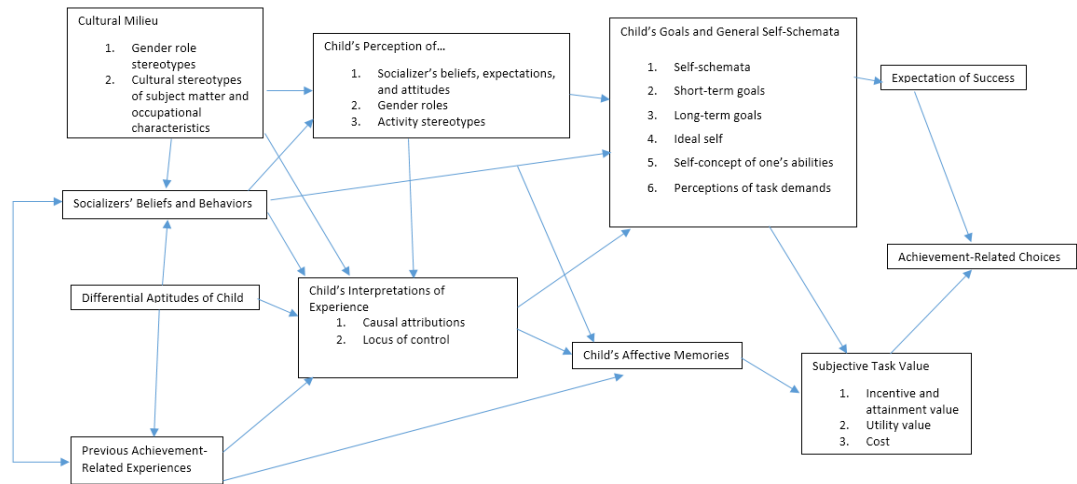 Cultural Milieu
1. Gender role
stereotypes
2. Cultural stereotypes
of subject matter and
occupational
characteristics
Child's Perception of…
1. Socializer's beliefs, expectations,
and attitudes
2. Gender roles
3. Activity stereotypes
Child's Goals and General Self-Schemata
1. Self-schemata
2. Short-term goals
3. Long-term goals
4. Ideal self
5. Self-concept of one's abilities
6. Perceptions of task demands
Expectation of Success
Socializers' Beliefs and Behaviors
Achievement-Related Choices
Differential Aptitudes of Child
Child's Interpretations of
Experience
1. Causal attributions
2. Locus of control
Child's Affective Memories
Subjective Task Value
1. Incentive and
attainment value
2. Utility value
3. Cost
Previous Achievement-
Related Experiences